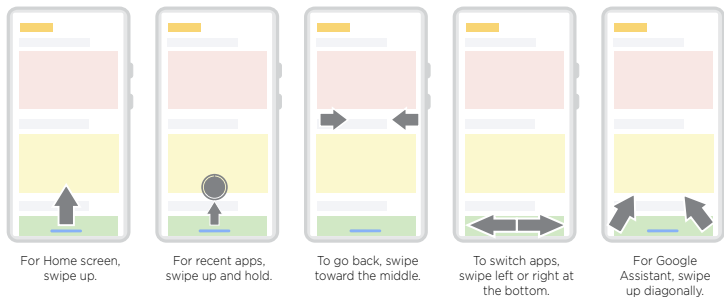 For Home screen,
swipe up.
For recent apps,
swipe up and hold.
To go back, swipe
toward the middle.
To switch apps,
swipe left or right at
the bottom.
For Google
Assistant, swipe
up diagonally.